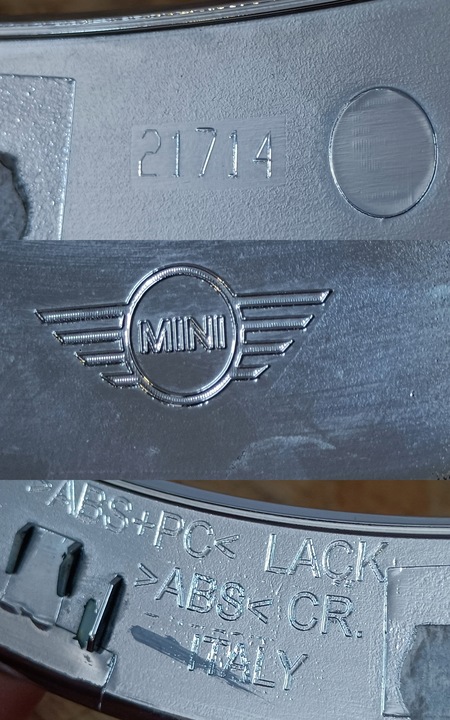 21714
MINI
>ABS+PC< LACK
>ABS< CR.
ITALY